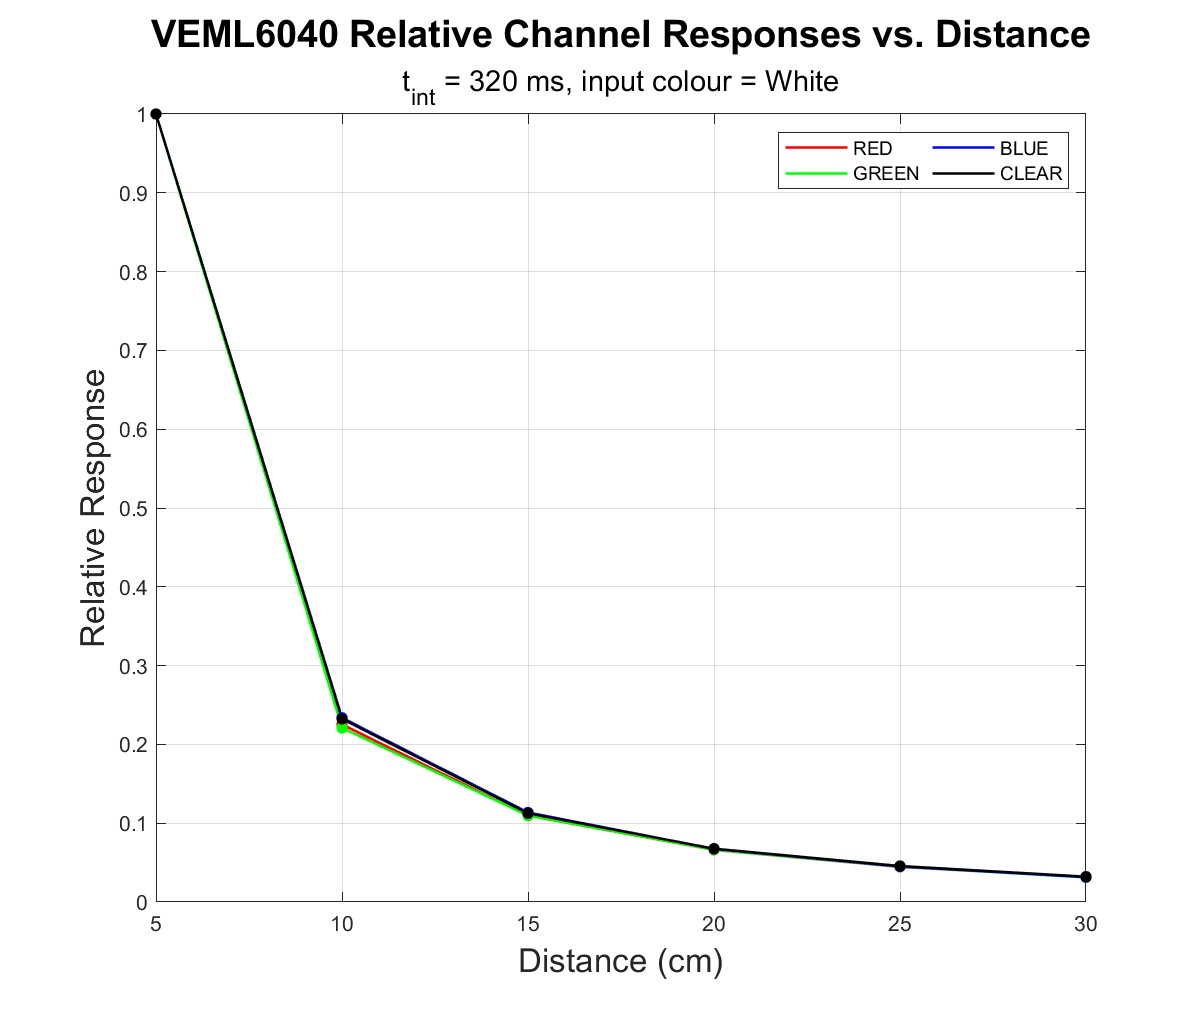 VEML6040 Relative Channel Responses vs. Distance
t_int = 320 ms, input colour = White
RED BLUE
GREEN CLEAR
1
0.9
0.8
0.7
0.6
0.5
0.4
0.3
0.2
0.1
0
Relative Response
5 10 15 20 25 30
Distance (cm)